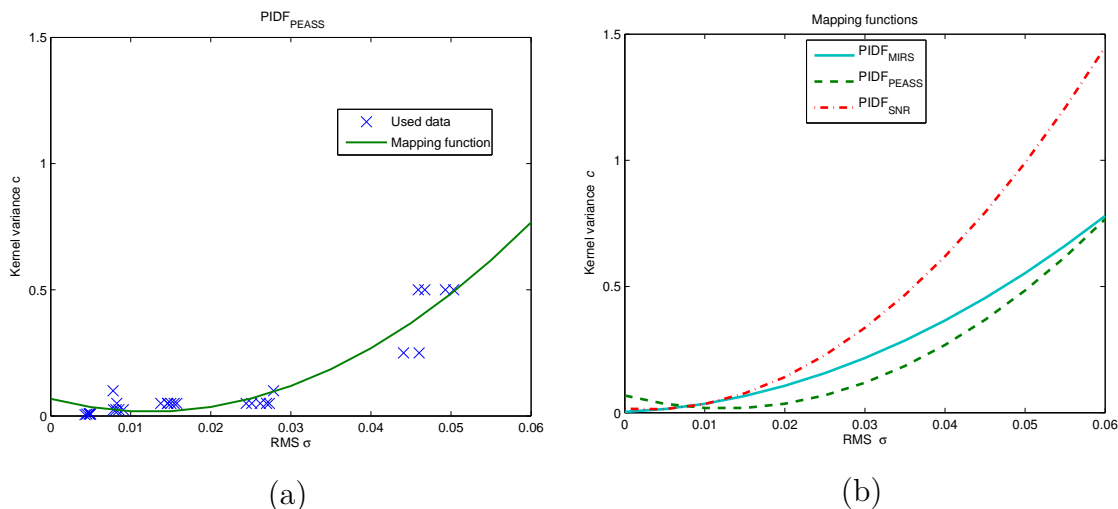 PIDF_PEASS
1.5
1
0.5
0
Kernel variance c
Used data
Mapping function
0 0.01 0.02 0.03 0.04 0.05 0.06
RMS σ
(a)
Mapping functions
1.5
1
0.5
0
Kernel variance c
PIDF_MIRS
PIDF_PEASS
PIDF_SNR
0 0.01 0.02 0.03 0.04 0.05 0.06
RMS σ
(b)